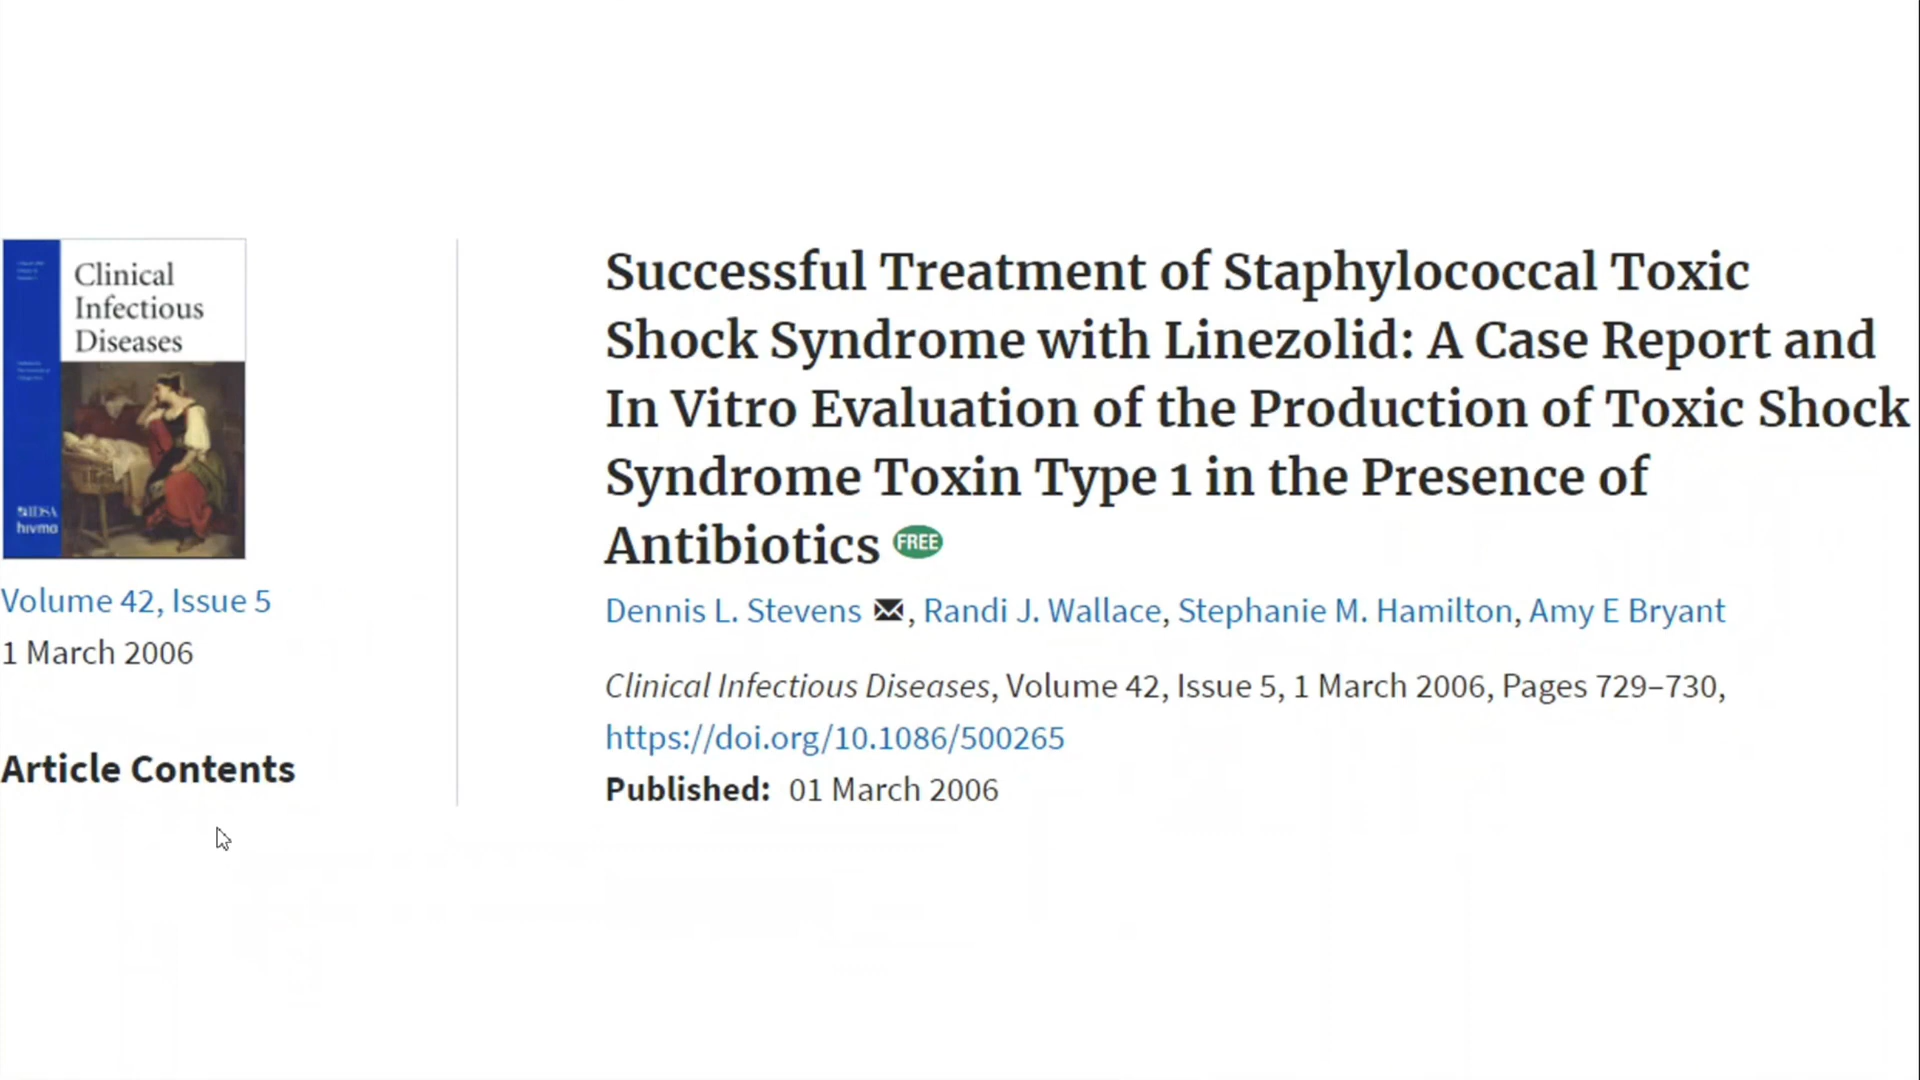 Clinical
Infectious
Diseases
IDSA
hivma
Volume 42, Issue 5
1 March 2006
Article Contents
Successful Treatment of Staphylococcal Toxic
Shock Syndrome with Linezolid: A Case Report and
In Vitro Evaluation of the Production of Toxic Shock
Syndrome Toxin Type 1 in the Presence of
Antibiotics FREE
Dennis L. Stevens , Randi J. Wallace, Stephanie M. Hamilton, Amy E Bryant
Clinical Infectious Diseases, Volume 42, Issue 5, 1 March 2006, Pages 729–730,
https://doi.org/10.1086/500265
Published: 01 March 2006